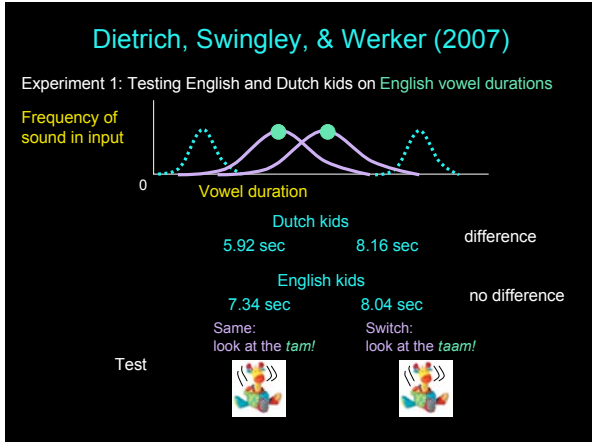 Dietrich, Swingley, & Werker (2007)
Experiment 1: Testing English and Dutch kids on English vowel durations
Frequency of
sound in input
0
Vowel duration
Dutch kids
5.92 sec 8.16 sec difference
English kids
7.34 sec 8.04 sec no difference
Same: Switch:
look at the tam! look at the taam!
Test